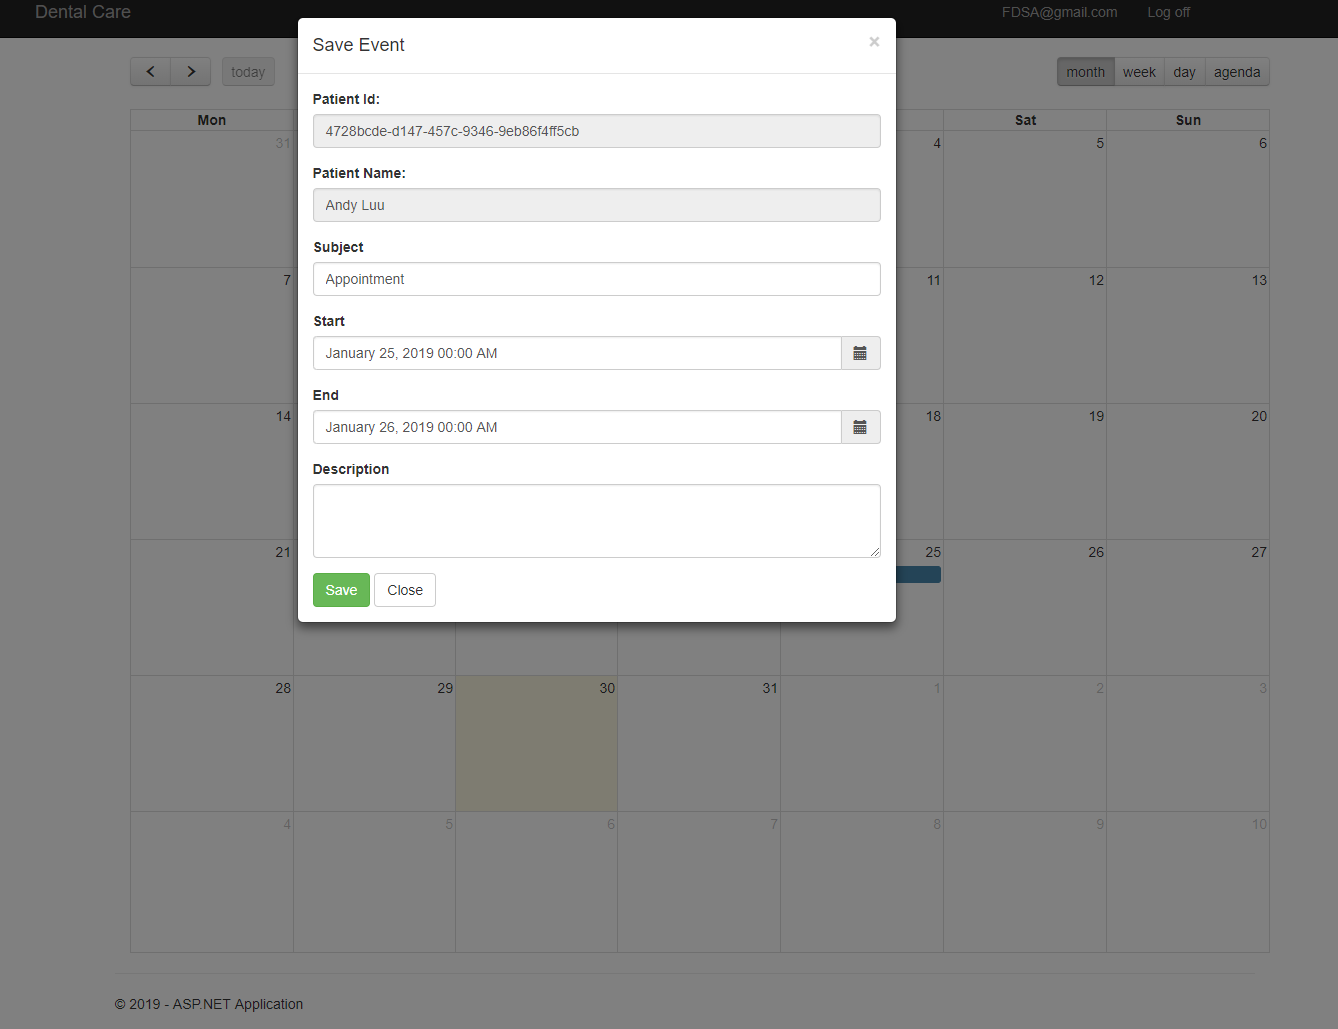 Dental Care
FDSA@gmail.com Log off
Save Event ×
today
month week day agenda
Patient Id:
4728bcde-d147-457c-9346-9eb86f4ff5cb
Patient Name:
Andy Luu
Subject
Appointment
Start
January 25, 2019 00:00 AM
End
January 26, 2019 00:00 AM
Description
Save Close
Mon Sat Sun
31 4 5 6
7 11 12 13
14 18 19 20
21 25 26 27
28 29 30 31 1 2 3
4 5 6 7 8 9 10
© 2019 - ASP.NET Application